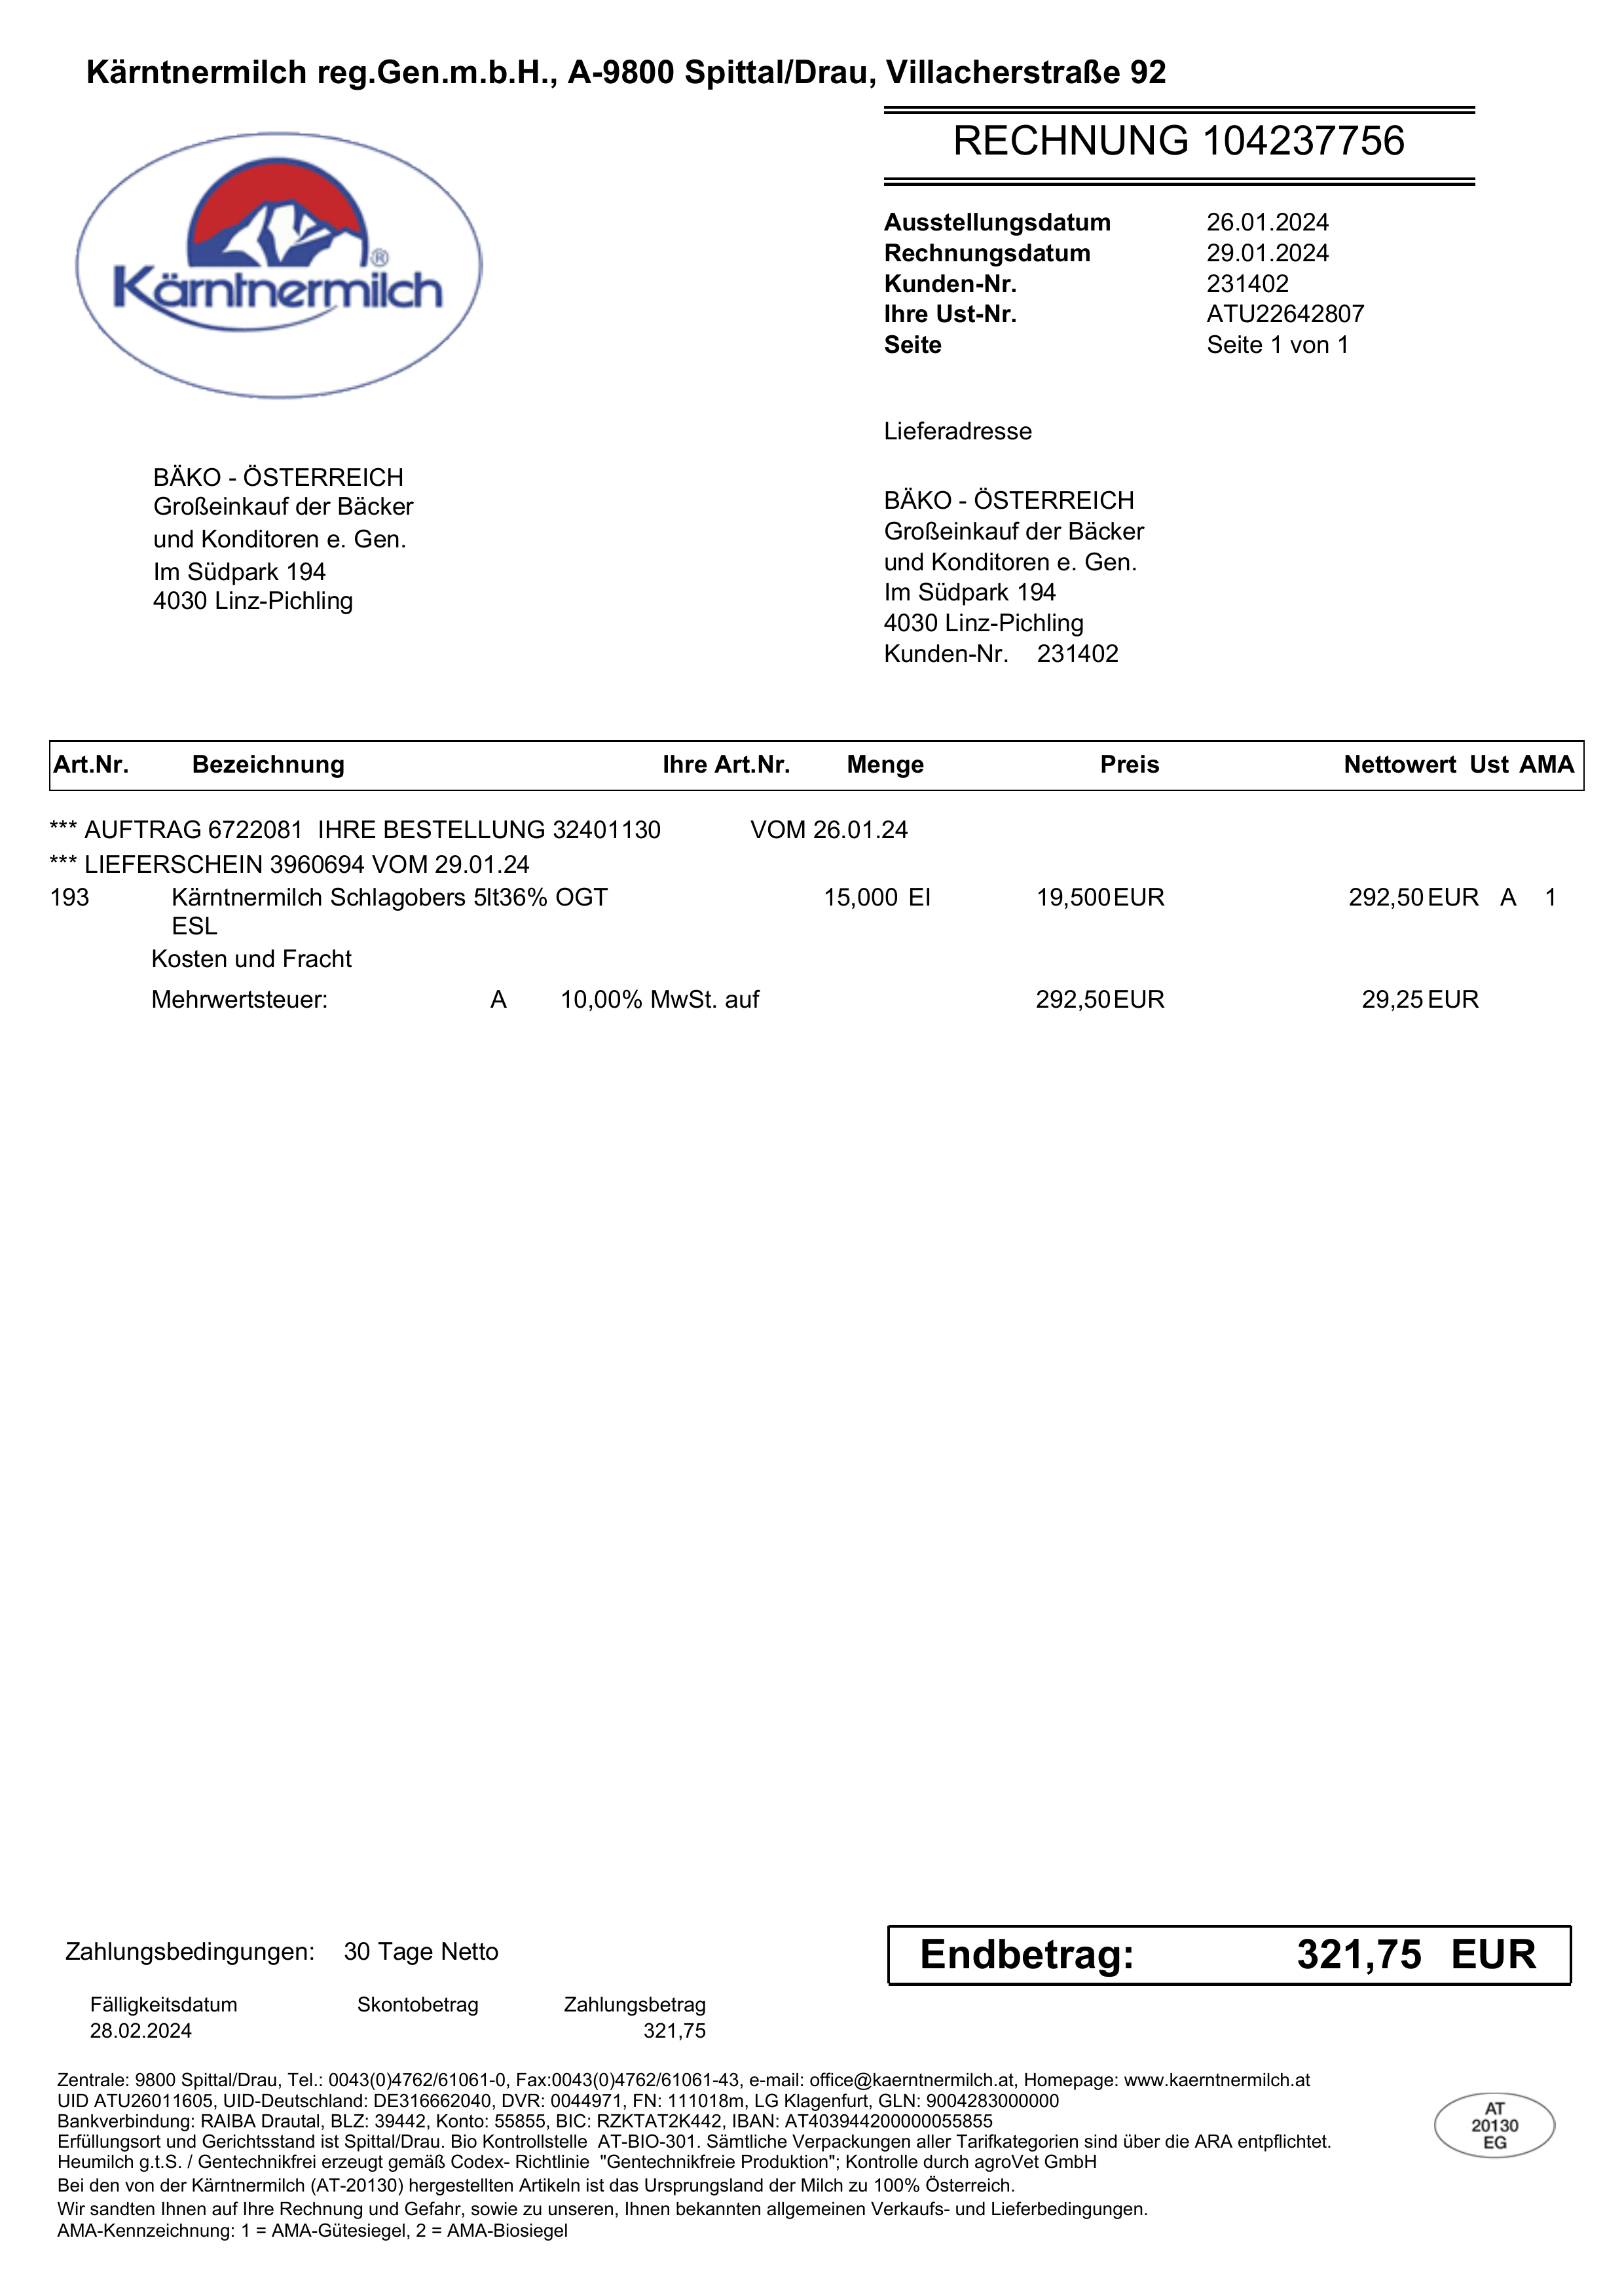 Kärntnermilch reg.Gen.m.b.H., A-9800 Spittal/Drau, Villacherstraße 92
RECHNUNG 104237756
Kärntnermilch®
Ausstellungsdatum 26.01.2024
Rechnungsdatum 29.01.2024
Kunden-Nr. 231402
Ihre Ust-Nr. ATU22642807
Seite Seite 1 von 1
BÄKO - ÖSTERREICH
Großeinkauf der Bäcker
und Konditoren e. Gen.
Im Südpark 194
4030 Linz-Pichling
Lieferadresse
BÄKO - ÖSTERREICH
Großeinkauf der Bäcker
und Konditoren e. Gen.
Im Südpark 194
4030 Linz-Pichling
Kunden-Nr. 231402
Art.Nr. Bezeichnung Ihre Art.Nr. Menge Preis Nettowert Ust AMA
*** AUFTRAG 6722081 IHRE BESTELLUNG 32401130 VOM 26.01.24
*** LIEFERSCHEIN 3960694 VOM 29.01.24
193 Kärntnermilch Schlagobers 5lt36% OGT 15,000 EI 19,500 EUR 292,50 EUR A 1
ESL
Kosten und Fracht
Mehrwertsteuer: A 10,00% MwSt. auf 292,50 EUR 29,25 EUR
Zahlungsbedingungen: 30 Tage Netto
Endbetrag: 321,75 EUR
Fälligkeitsdatum Skontobetrag Zahlungsbetrag
28.02.2024 321,75
Zentrale: 9800 Spittal/Drau, Tel.: 0043(0)4762/61061-0, Fax:0043(0)4762/61061-43, e-mail: office@kaerntnermilch.at, Homepage: www.kaerntnermilch.at
UID ATU26011605, UID-Deutschland: DE316662040, DVR: 0044971, FN: 111018m, LG Klagenfurt, GLN: 9004283000000
Bankverbindung: RAIBA Drautal, BLZ: 39442, Konto: 55855, BIC: RZKTAT2K442, IBAN: AT403944200000055855
Erfüllungsort und Gerichtsstand ist Spittal/Drau. Bio Kontrollstelle AT-BIO-301. Sämtliche Verpackungen aller Tarifkategorien sind über die ARA entpflichtet.
Heumilch g.t.S. / Gentechnikfrei erzeugt gemäß Codex- Richtlinie "Gentechnikfreie Produktion"; Kontrolle durch agroVet GmbH
Bei den von der Kärntnermilch (AT-20130) hergestellten Artikeln ist das Ursprungsland der Milch zu 100% Österreich.
Wir sandten Ihnen auf Ihre Rechnung und Gefahr, sowie zu unseren, Ihnen bekannten allgemeinen Verkaufs- und Lieferbedingungen.
AMA-Kennzeichnung: 1 = AMA-Gütesiegel, 2 = AMA-Biosiegel
AT
20130
EG